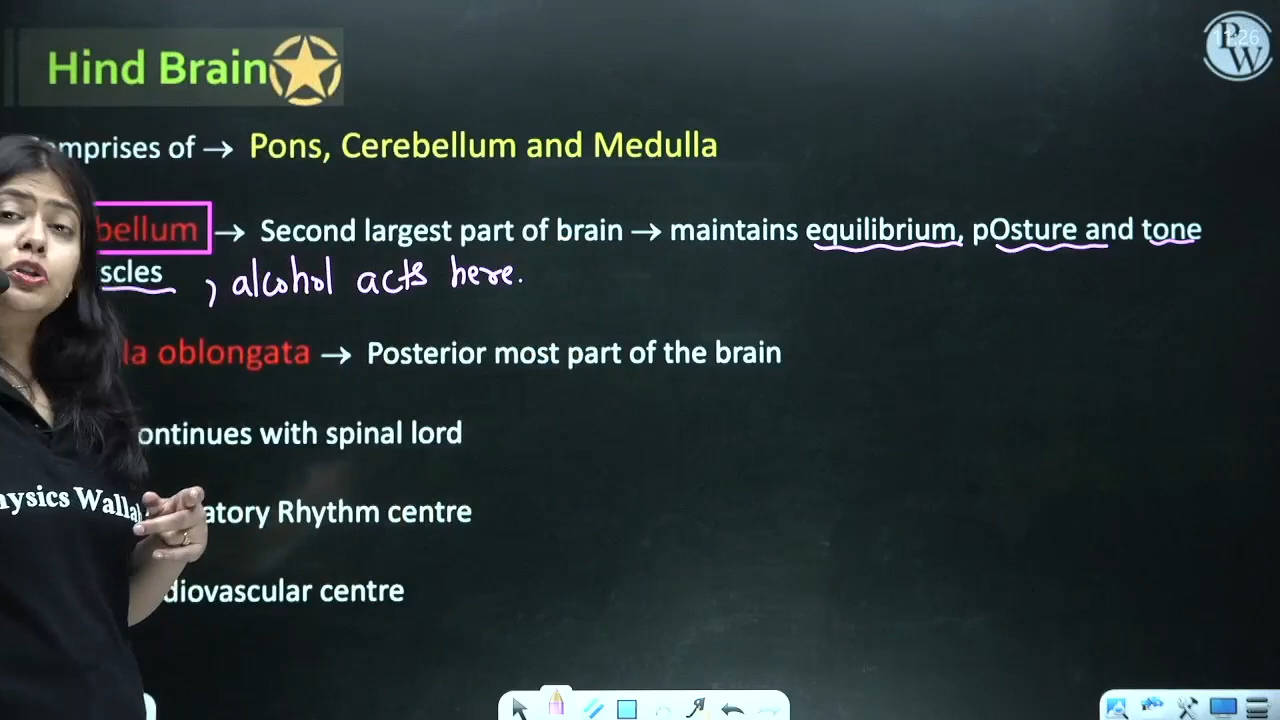 Hind Brain
mprises of → Pons, Cerebellum and Medulla
bellum → Second largest part of brain → maintains equilibrium, pOsture and tone
scles , alcohol acts here.
la oblongata → Posterior most part of the brain
ontinues with spinal lord
atory Rhythm centre
diovascular centre
hysics Walla
PW